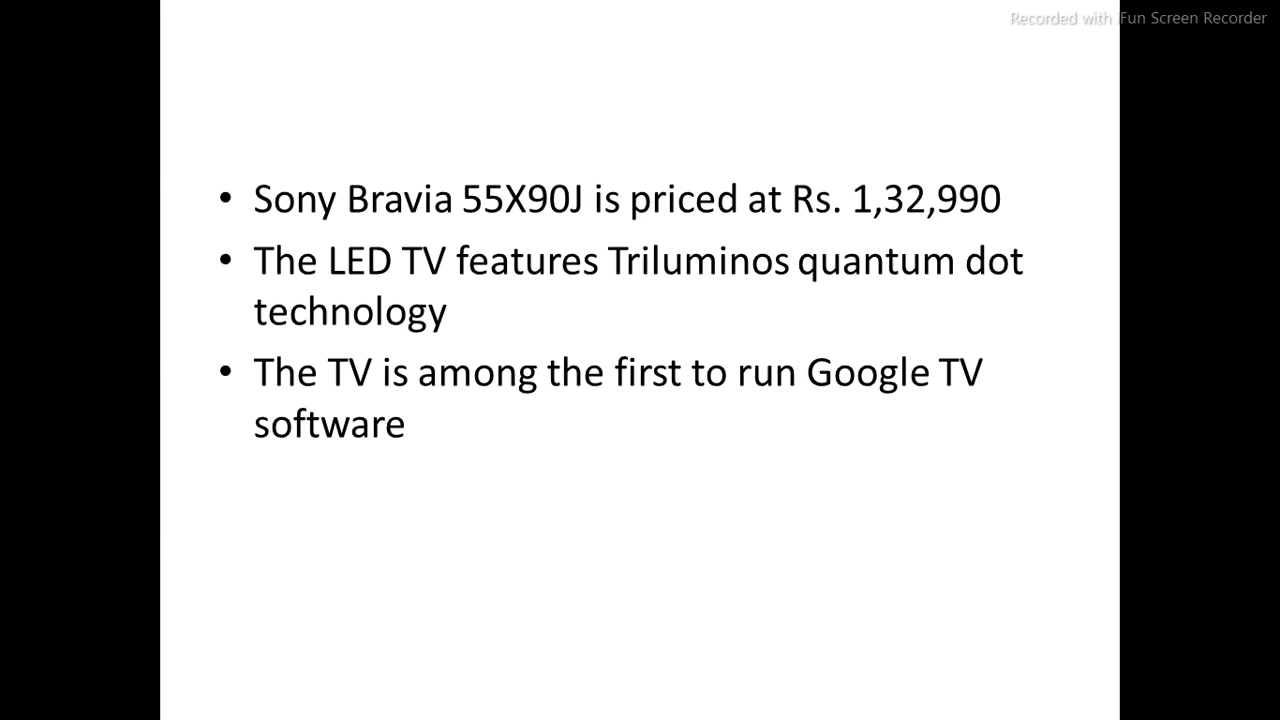 Recorded with iFun Screen Recorder
• Sony Bravia 55X90J is priced at Rs. 1,32,990
• The LED TV features Triluminos quantum dot
technology
• The TV is among the first to run Google TV
software